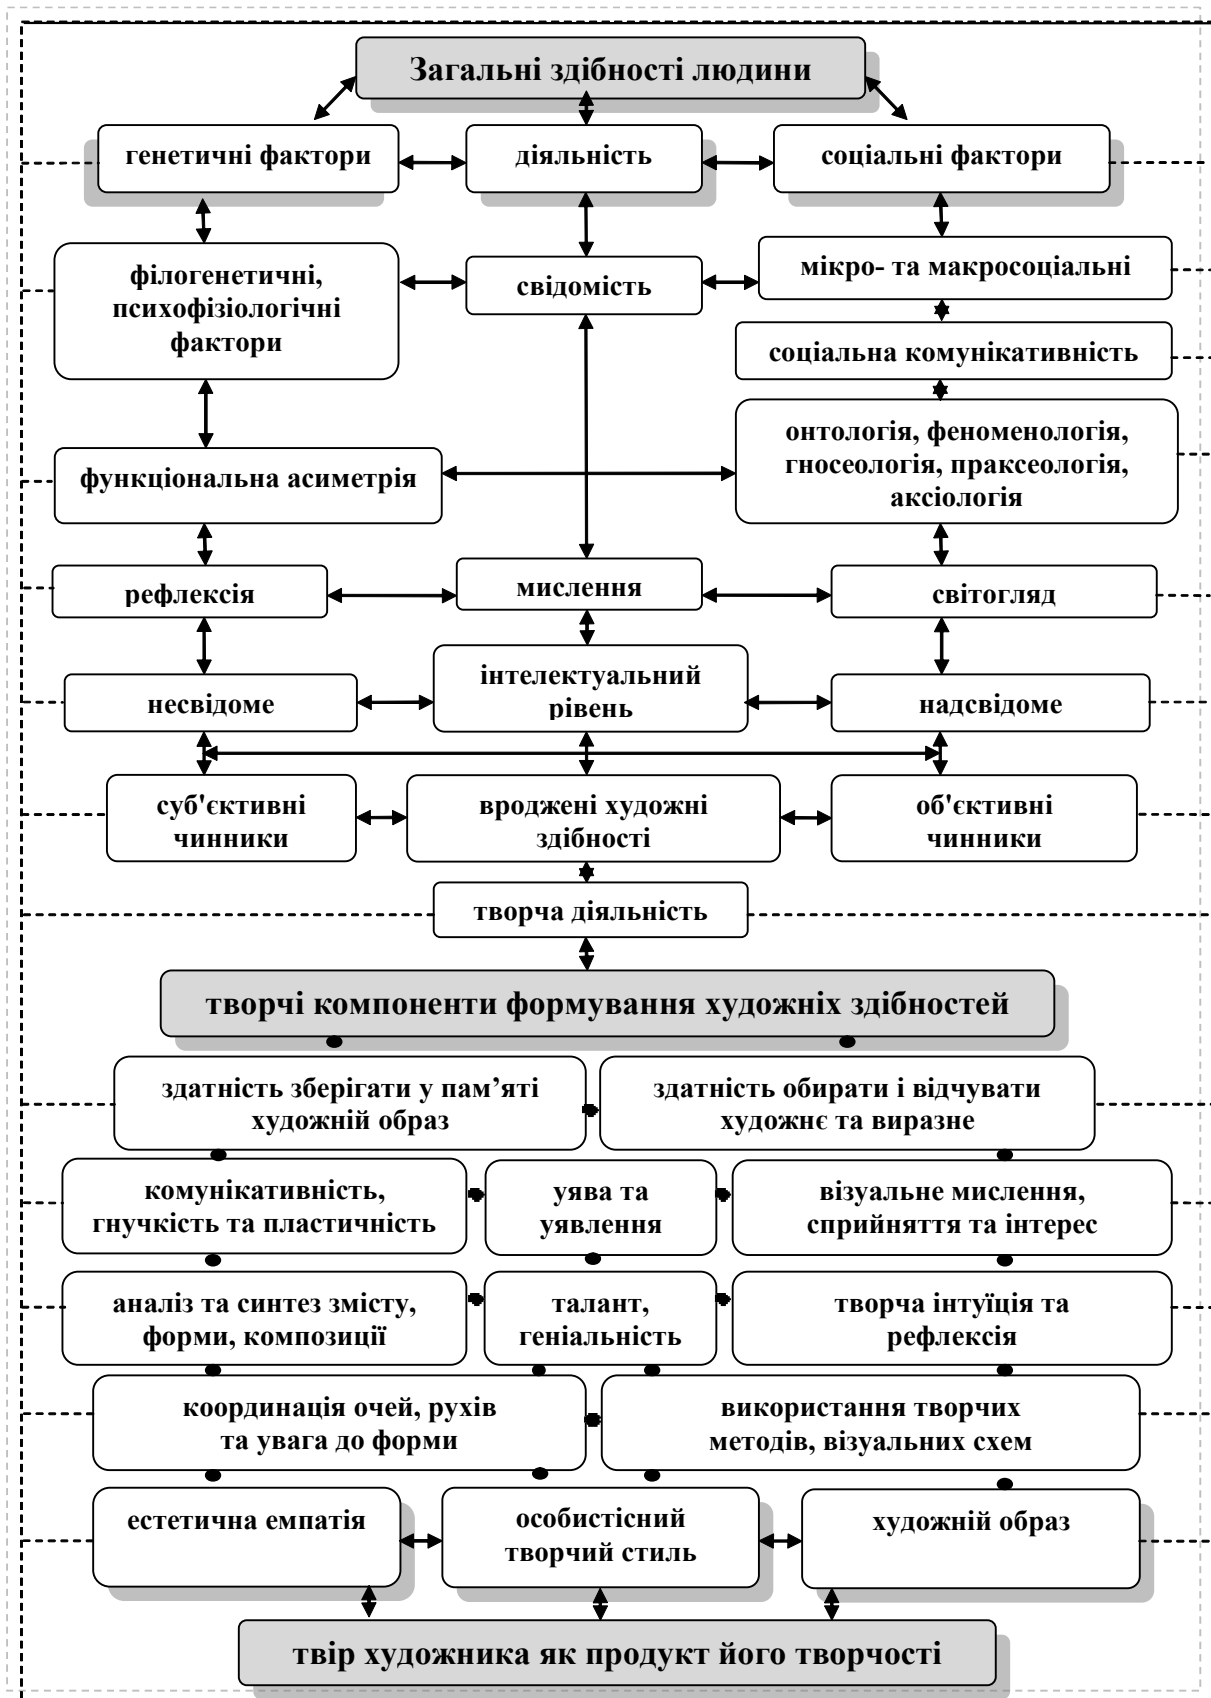 Загальні здібності людини
генетичні фактори
діяльність
соціальні фактори
філогенетичні,
психофізіологічні
фактори
свідомість
мікро- та макросоціальні
соціальна комунікативність
онтологія, феноменологія,
гносеологія, праксеологія,
аксіологія
функціональна асиметрія
рефлексія
мислення
світогляд
несвідоме
інтелектуальний
рівень
надсвідоме
суб'єктивні
чинники
вроджені художні
здібності
об'єктивні
чинники
творча діяльність
творчі компоненти формування художніх здібностей
здатність зберігати у пам’яті
художній образ
здатність обирати і відчувати
художнє та виразне
комунікативність,
гнучкість та пластичність
уява та
уявлення
візуальне мислення,
сприйняття та інтерес
аналіз та синтез змісту,
форми, композиції
талант,
геніальність
творча інтуїція та
рефлексія
координація очей, рухів
та увага до форми
використання творчих
методів, візуальних схем
естетична емпатія
особистісний
творчий стиль
художній образ
твір художника як продукт його творчості